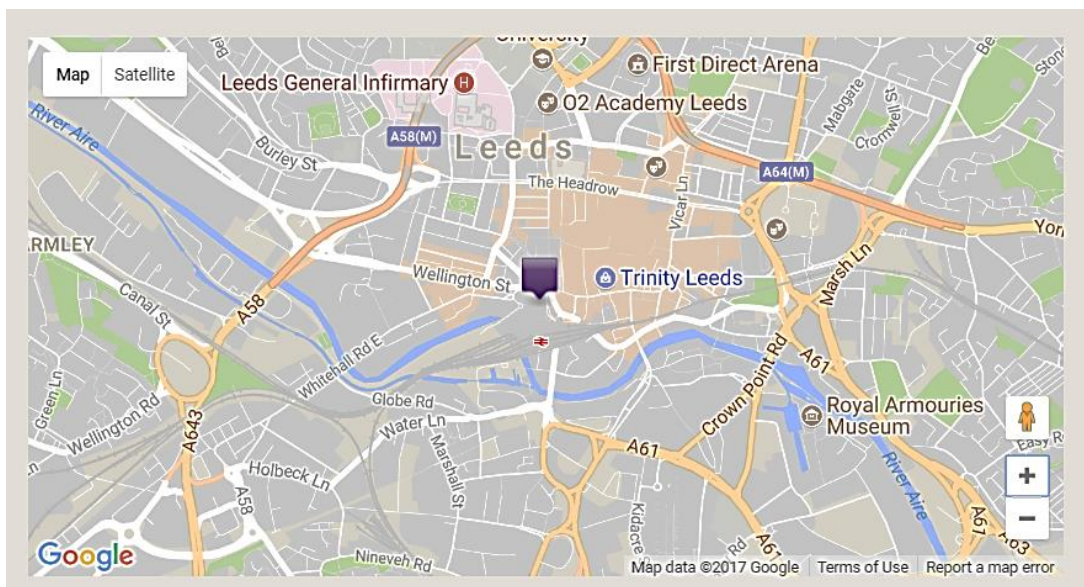 University
Map
Satellite
Leeds General Infirmary
H
First Direct Arena
O2 Academy Leeds
Mabgate
Cromwell St
River Aire
Burley St
A58(M)
Leeds
A64(M)
The Headrow
Vicar Ln
ARMLEY
Wellington St
Trinity Leeds
Marsh Ln
Canal St
A58
Whitehall Rd E
Crown Point Rd
A61
Green Ln
Wellington Rd
A643
Globe Rd
Water Ln
Royal Armouries
Museum
A61
Marshall St
Holbeck Ln
A58
River Aire
A61
A63
A61
Nineveh Rd
Google
Map data ©2017 Google
Terms of Use
Report a map error